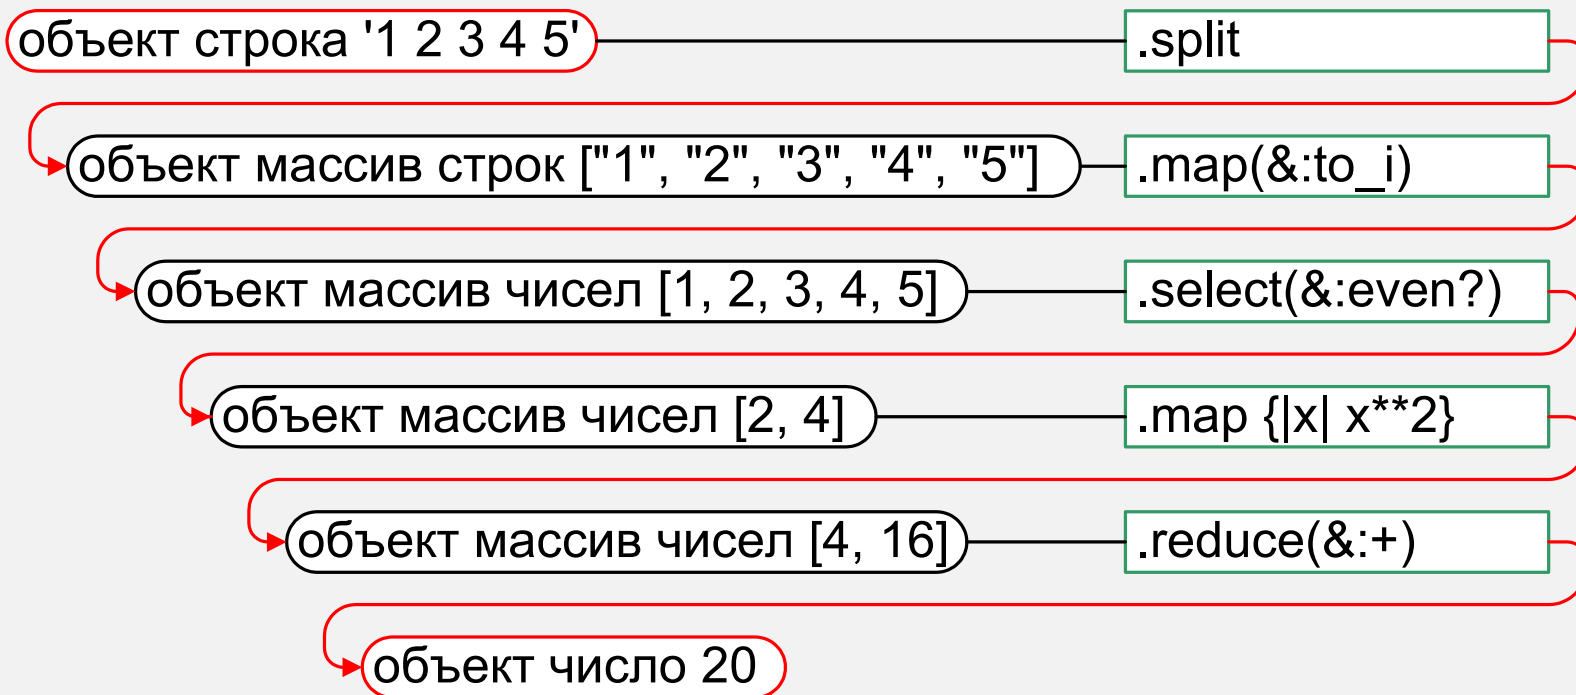 объект строка '1 2 3 4 5' .split
объект массив строк ["1", "2", "3", "4", "5"] .map(&:to_i)
объект массив чисел [1, 2, 3, 4, 5] .select(&:even?)
объект массив чисел [2, 4] .map {|x| x**2}
объект массив чисел [4, 16] .reduce(&:+)
объект число 20